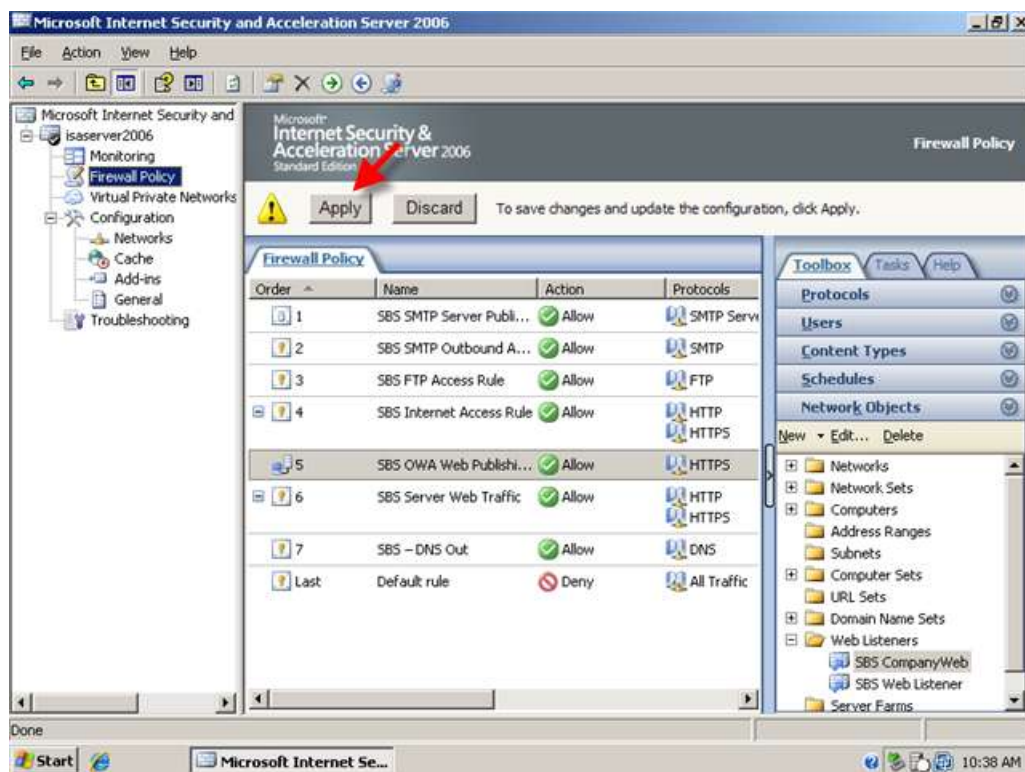 Microsoft Internet Security and Acceleration Server 2006
File Action View Help
Microsoft Internet Security and
isaserver2006
Monitoring
Firewall Policy
Virtual Private Networks
Configuration
Networks
Cache
Add-ins
General
Troubleshooting
Microsoft
Internet Security &
Acceleration Server 2006
Standard Edition
Firewall Policy
Apply Discard To save changes and update the configuration, click Apply.
Firewall Policy
Order Name Action Protocols
1 SBS SMTP Server Publi... Allow SMTP Serve
2 SBS SMTP Outbound A... Allow SMTP
3 SBS FTP Access Rule Allow FTP
4 SBS Internet Access Rule Allow HTTP
HTTPS
5 SBS OWA Web Publishi... Allow HTTPS
6 SBS Server Web Traffic Allow HTTP
HTTPS
7 SBS – DNS Out Allow DNS
Last Default rule Deny All Traffic
Toolbox Tasks Help
Protocols
Users
Content Types
Schedules
Network Objects
New Edit... Delete
Networks
Network Sets
Computers
Address Ranges
Subnets
Computer Sets
URL Sets
Domain Name Sets
Web Listeners
SBS CompanyWeb
SBS Web Listener
Server Farms
Done
Start Microsoft Internet Se... 10:38 AM